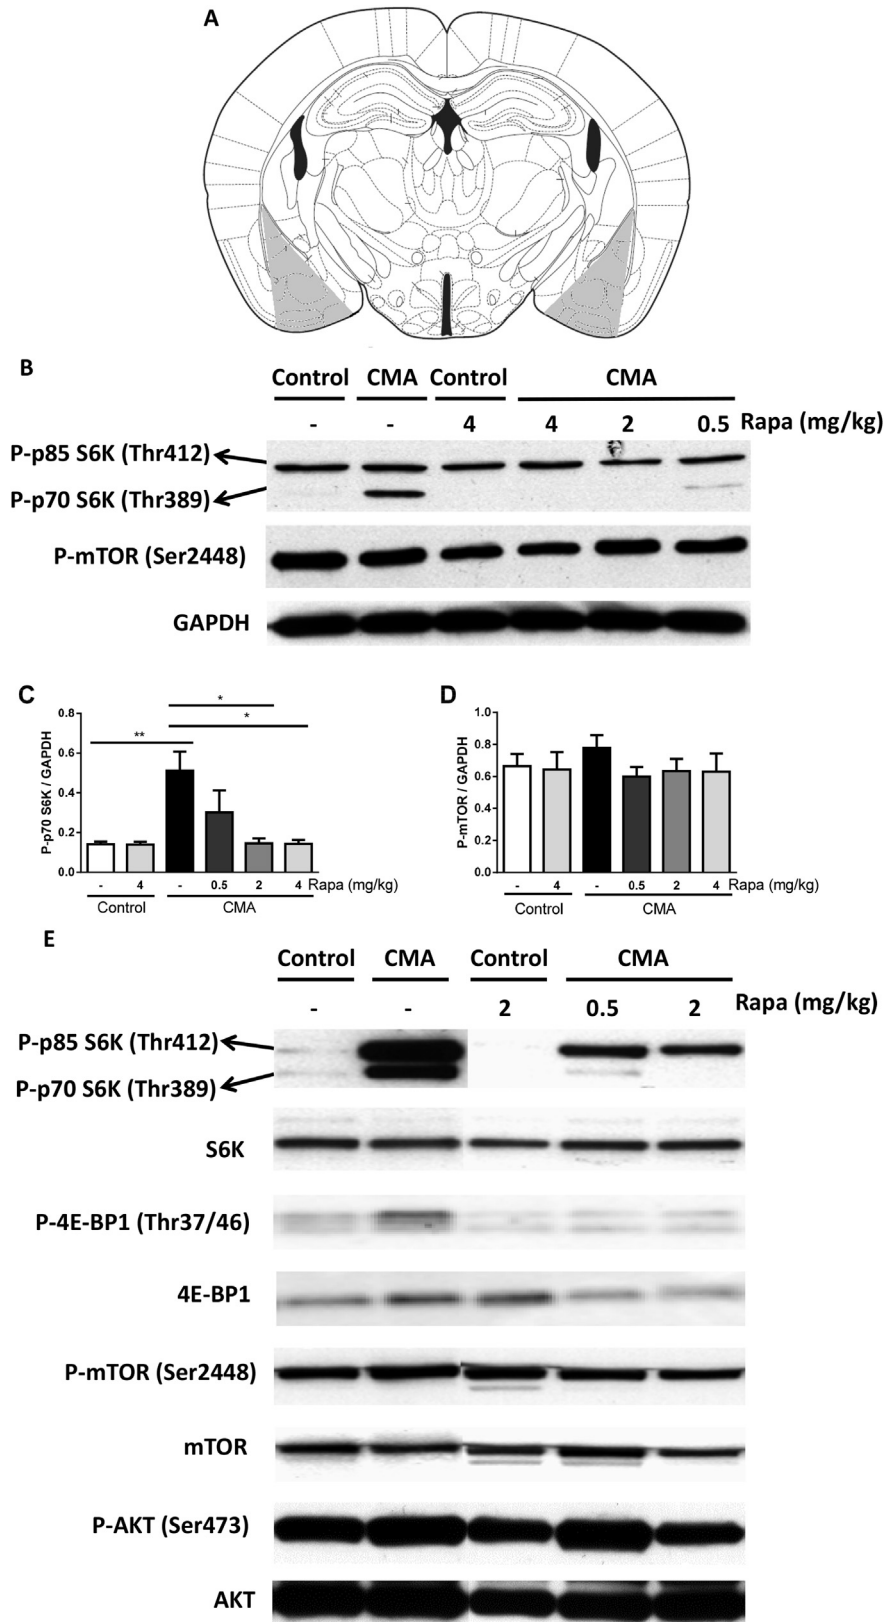 A
B
Control CMA Control CMA
- - 4 4 2 0.5 Rapa (mg/kg)
P-p85 S6K (Thr412)
P-p70 S6K (Thr389)
P-mTOR (Ser2448)
GAPDH
C
* 
*
**
0.8
0.6
0.4
0.2
0.0
P-p70 S6K / GAPDH
- 4 - 0.5 2 4 Rapa (mg/kg)
Control CMA
D
1.0
0.8
0.6
0.4
0.2
0.0
P-mTOR / GAPDH
- 4 - 0.5 2 4 Rapa (mg/kg)
Control CMA
E
Control CMA Control CMA
- - 2 0.5 2 Rapa (mg/kg)
P-p85 S6K (Thr412)
P-p70 S6K (Thr389)
S6K
P-4E-BP1 (Thr37/46)
4E-BP1
P-mTOR (Ser2448)
mTOR
P-AKT (Ser473)
AKT